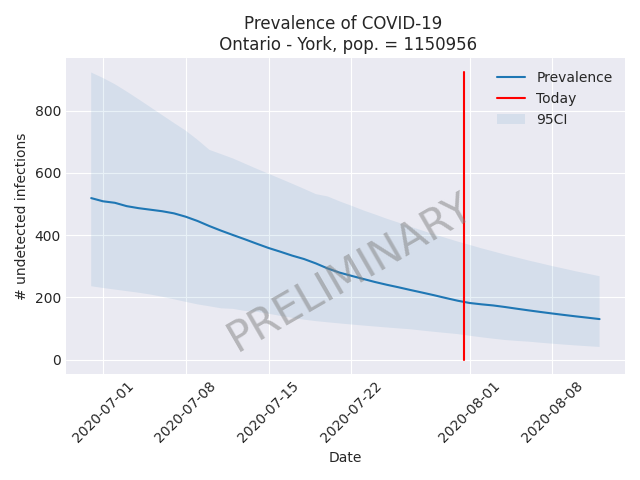 Prevalence of COVID-19
Ontario - York, pop. = 1150956
Prevalence
Today
95CI
800
600
400
200
0
# undetected infections
PRELIMINARY
2020-07-01
2020-07-08
2020-07-15
2020-07-22
2020-08-01
2020-08-08
Date